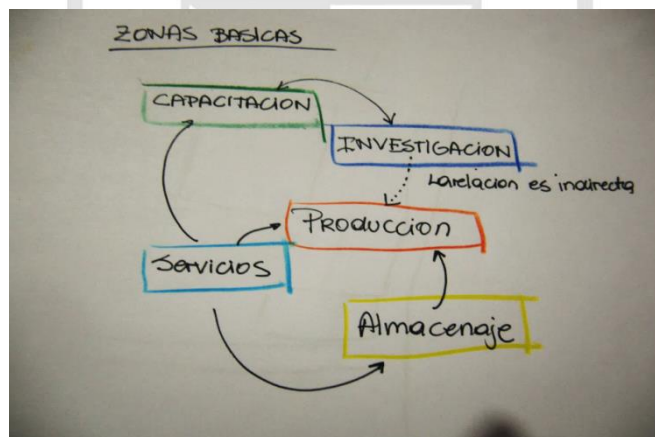 ZONAS BASICAS
CAPACITACION
INVESTIGACION
La relacion es indirecta
PRODUCCION
Servicios
Almacenaje